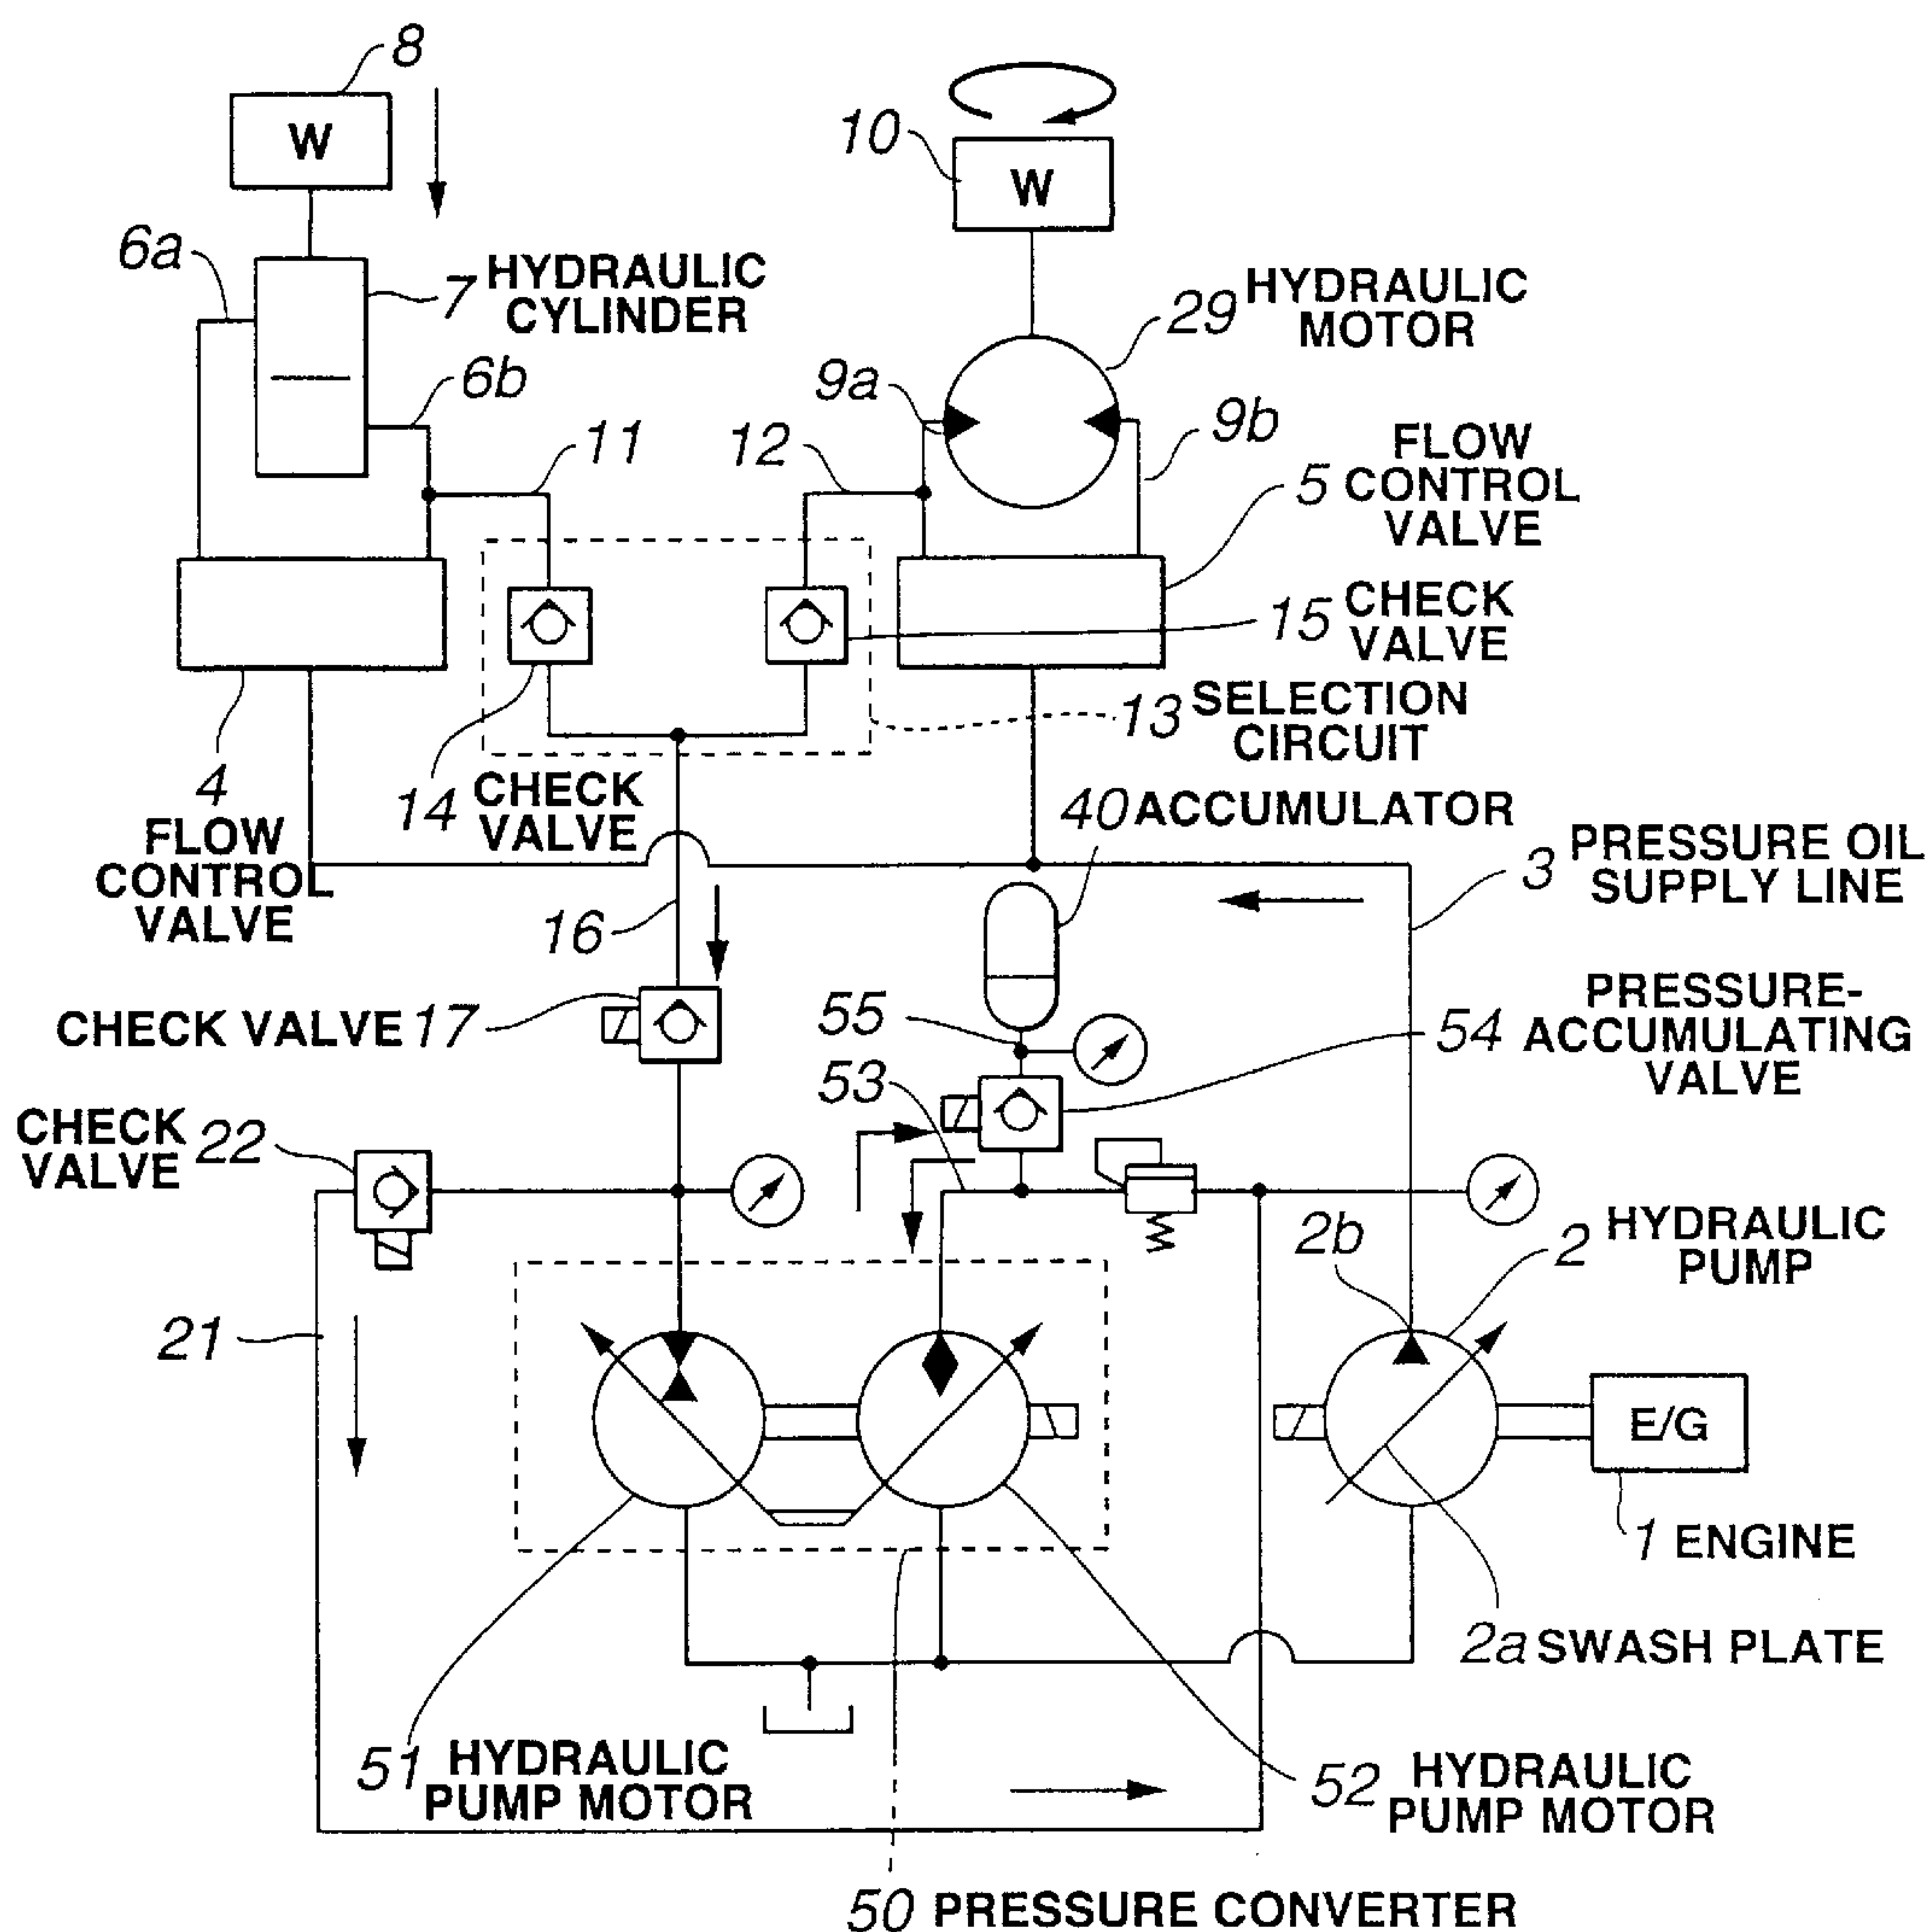 8
W
10
W
6a
7 HYDRAULIC
CYLINDER
29 HYDRAULIC
MOTOR
6b
9a
9b
11
12
5 FLOW
CONTROL
VALVE
15 CHECK
VALVE
13 SELECTION
CIRCUIT
4
FLOW
CONTROL
VALVE
14 CHECK
VALVE
40 ACCUMULATOR
3 PRESSURE OIL
SUPPLY LINE
16
CHECK VALVE 17
55
53
54 PRESSURE-
ACCUMULATING
VALVE
CHECK
VALVE 22
2b
2 HYDRAULIC
PUMP
21
E/G
1 ENGINE
2a SWASH PLATE
51 HYDRAULIC
PUMP MOTOR
52 HYDRAULIC
PUMP MOTOR
50 PRESSURE CONVERTER